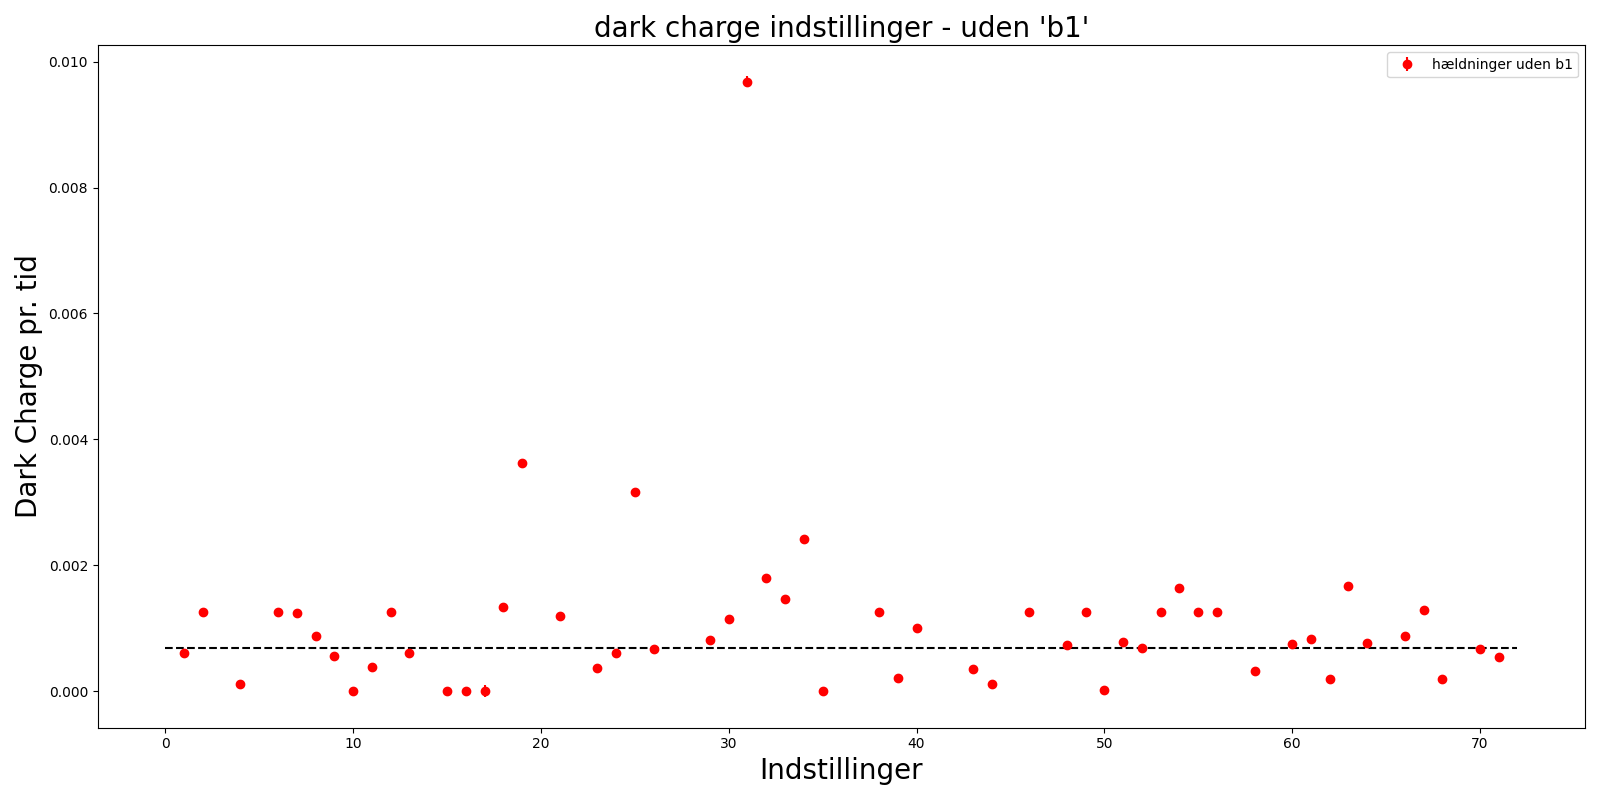 dark charge indstillinger - uden 'b1'
hældninger uden b1
Dark Charge pr. tid
0.010
0.008
0.006
0.004
0.002
0.000
0 10 20 30 40 50 60 70
Indstillinger